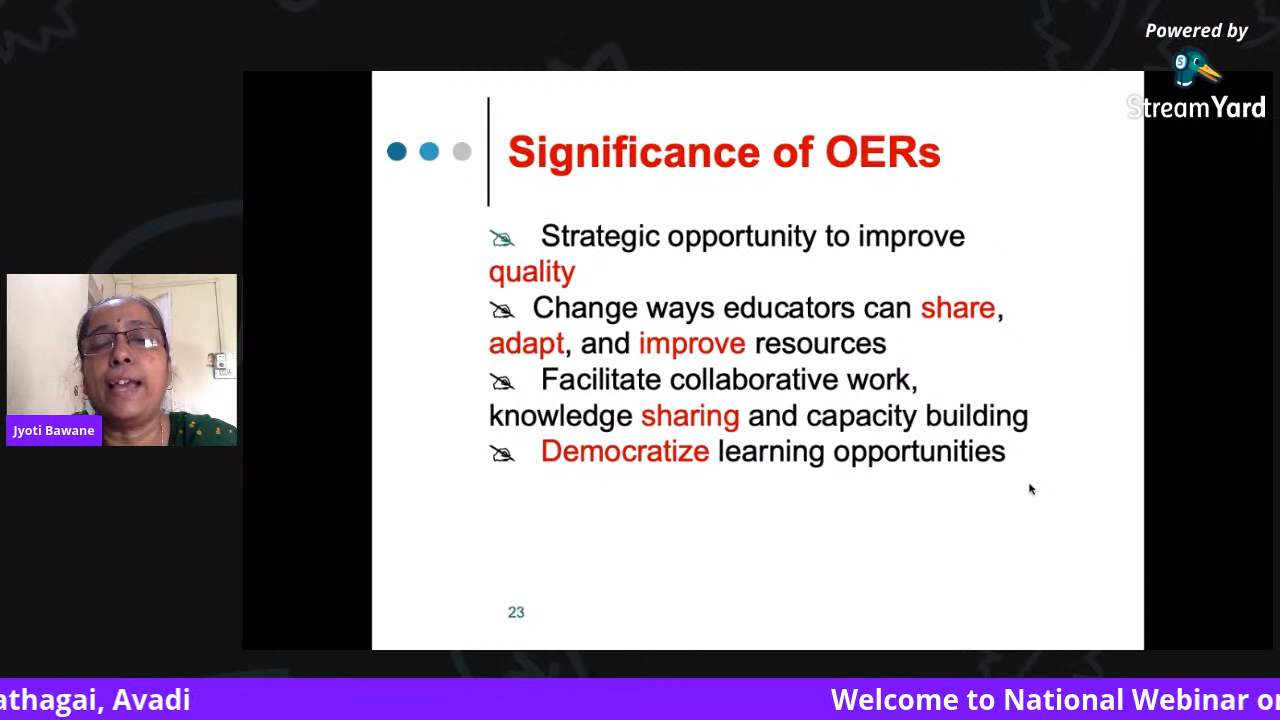 Powered by
StreamYard
Significance of OERs
Strategic opportunity to improve
quality
Change ways educators can share,
adapt, and improve resources
Facilitate collaborative work,
knowledge sharing and capacity building
Democratize learning opportunities
23
Jyoti Bawane
athagai, Avadi
Welcome to National Webinar o